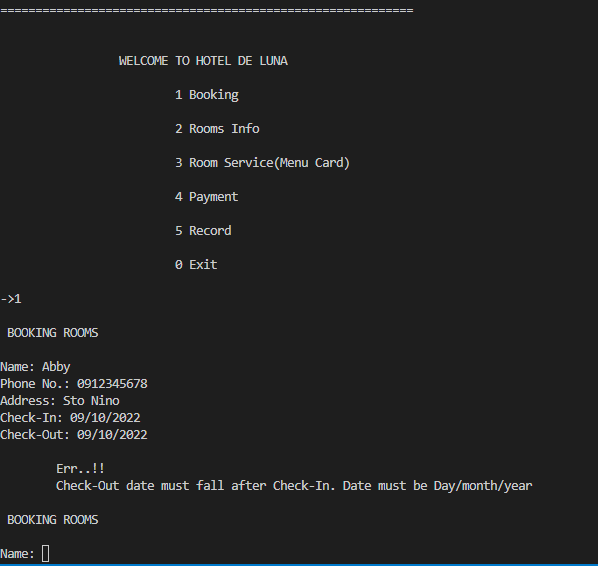 ===========================================================
WELCOME TO HOTEL DE LUNA
1 Booking
2 Rooms Info
3 Room Service(Menu Card)
4 Payment
5 Record
0 Exit
->1
BOOKING ROOMS
Name: Abby
Phone No.: 0912345678
Address: Sto Nino
Check-In: 09/10/2022
Check-Out: 09/10/2022
Err..!!
Check-Out date must fall after Check-In. Date must be Day/month/year
BOOKING ROOMS
Name: